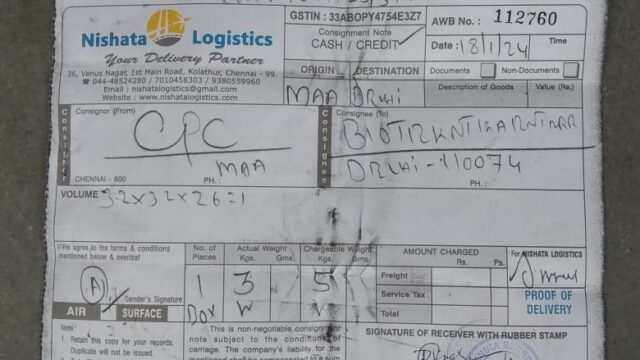 Nishata Logistics
Your Delivery Partner
36, Venus Nagar, 1st Main Road, Kolathur, Chennai - 99.
☎ 044-48524280 / 7010458303 / 9380559960
Email : nishatalogistics@gmail.com
Website : www.nishatalogistics.com
GSTIN : 33ABOPY4754E3Z7
Consignment Note
CASH / CREDIT
AWB No. : 112760
Date : 18/1/24 Time
ORIGIN DESTINATION
MAA
Documents Non-Documents
Description of Goods Value (Rs.)
Consignor
Consignor (From)
CPC
MAA
CHENNAI - 600 PH. :
Consignee
Consignee (To)
110074
PH. :
VOLUME 32x32x26=1
I/We agree to the terms & conditions
mentioned below & overleaf
A
Sender's Signature
AIR SURFACE
No. of Pieces Actual Weight Chargeable Weight
Kgs. Gms. Kgs. Gms.
1 3 5
Box W V
AMOUNT CHARGED
Rs. Ps.
Freight
Service Tax
Total
For NISHATA LOGISTICS
PROOF OF
DELIVERY
Note :
1. Retain this copy for your records.
Duplicate will not be issued.
This is non-negotiable consignment
note subject to the conditions of
carriage. The company's liability for the
SIGNATURE OF RECEIVER WITH RUBBER STAMP